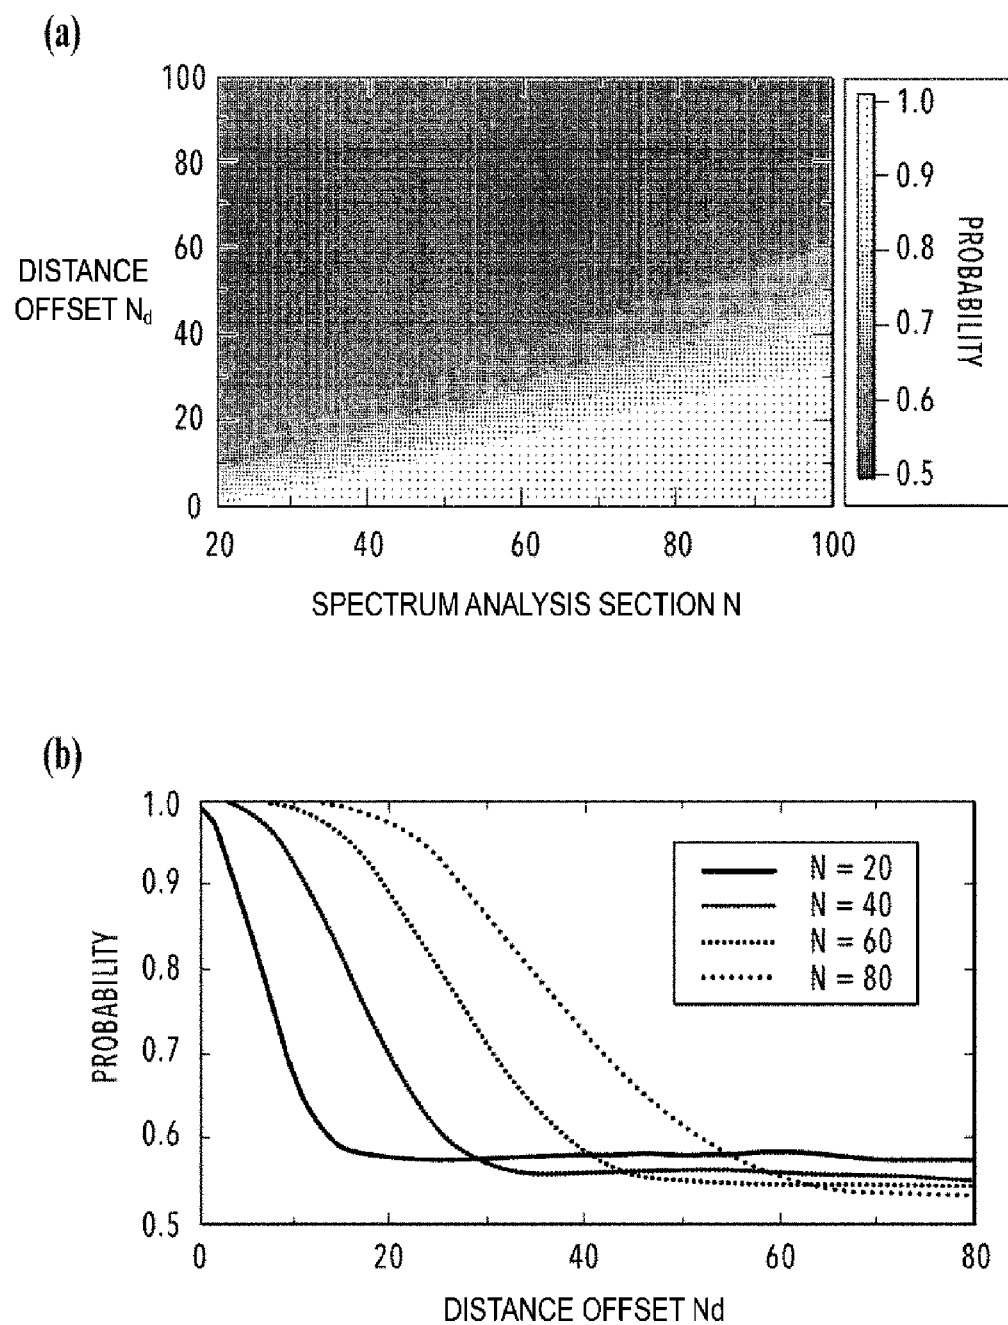 (a)
100
80
60
40
20
0
DISTANCE
OFFSET Nd
20 40 60 80 100
SPECTRUM ANALYSIS SECTION N
1.0
0.9
0.8
0.7
0.6
0.5
PROBABILITY
(b)
1.0
0.9
0.8
0.7
0.6
0.5
PROBABILITY
N = 20
N = 40
N = 60
N = 80
0 20 40 60 80
DISTANCE OFFSET Nd